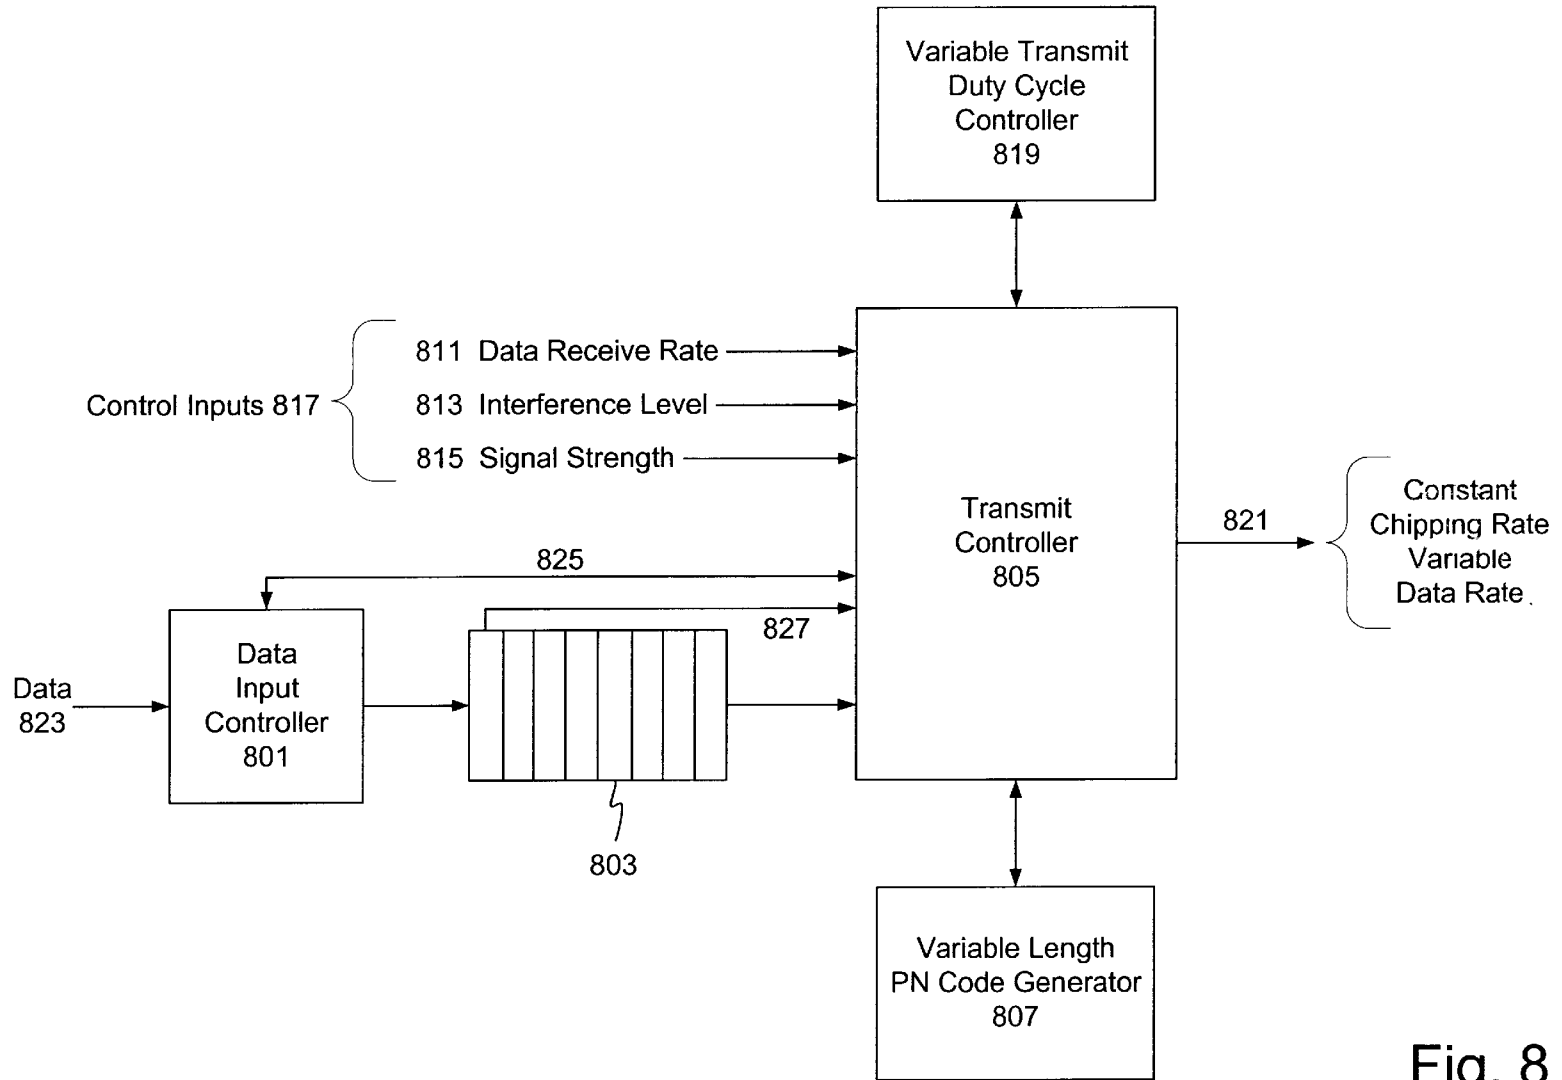 Variable Transmit
Duty Cycle
Controller
819
811 Data Receive Rate
Control Inputs 817
813 Interference Level
815 Signal Strength
Transmit
Controller
805
821
Constant
Chipping Rate
Variable
Data Rate
825
827
Data
823
Data
Input
Controller
801
803
Variable Length
PN Code Generator
807
Fig. 8